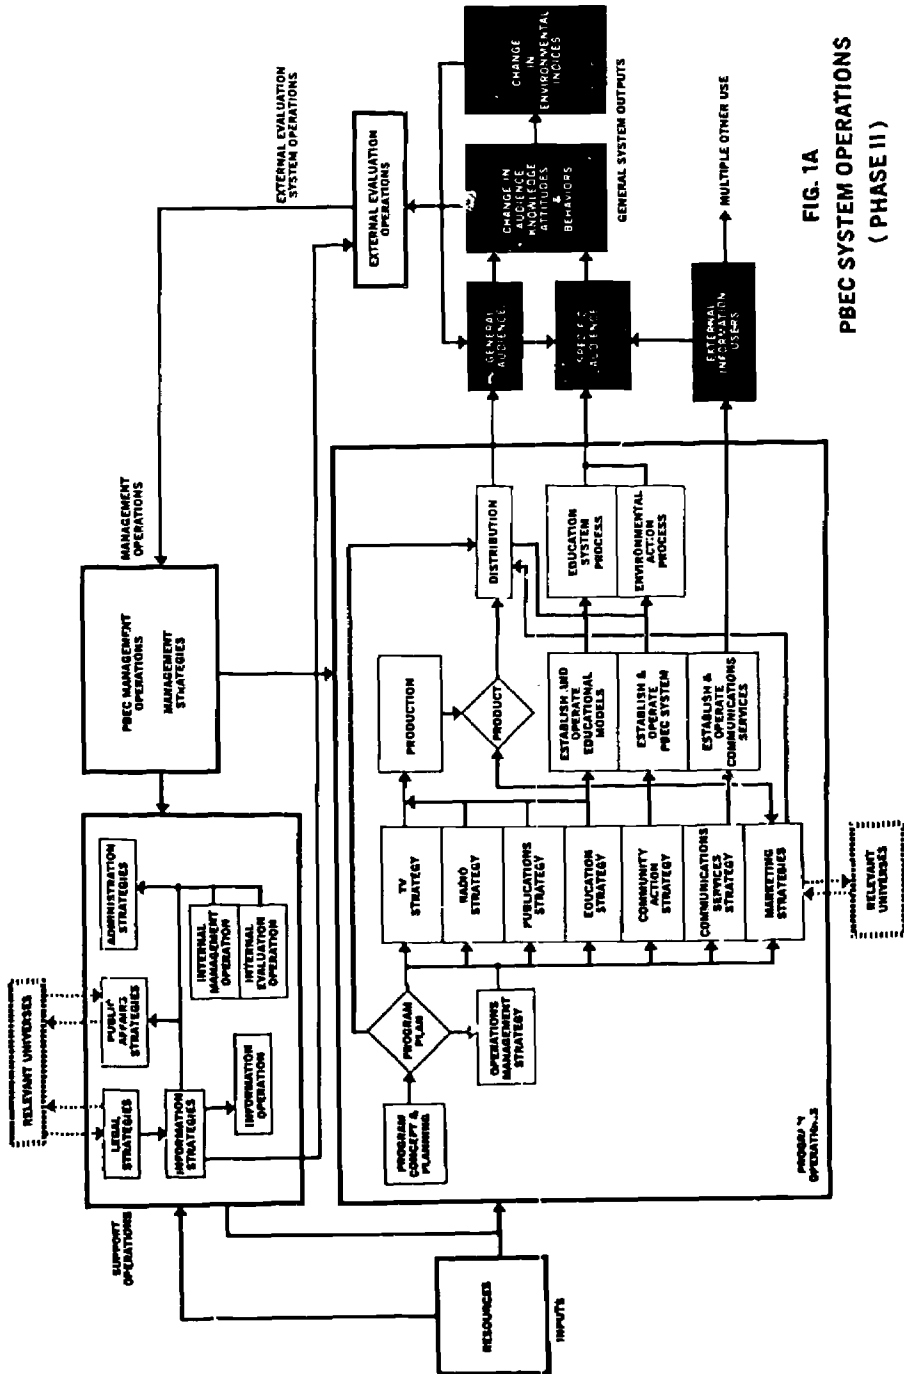 FIG. 1A
PBEC SYSTEM OPERATIONS
( PHASE II )
INPUTS
RESOURCES
SUPPORT
OPERATIONS
RELEVANT UNIVERSES
LEGAL
STRATEGIES
PUBLIC
AFFAIRS
STRATEGIES
ADMINISTRATION
STRATEGIES
INFORMATION
STRATEGIES
INFORMATION
OPERATION
INTERNAL
MANAGEMENT
OPERATION
INTERNAL
EVALUATION
OPERATION
MANAGEMENT
OPERATIONS
PBEC MANAGEMENT
OPERATIONS
MANAGEMENT
STRATEGIES
EXTERNAL EVALUATION
SYSTEM OPERATIONS
EXTERNAL EVALUATION
OPERATIONS
PROGRAM
OPERATIONS
PROGRAM
CONCEPT &
PLANNING
PROGRAM
PLAN
OPERATIONS
MANAGEMENT
STRATEGY
TV
STRATEGY
RADIO
STRATEGY
PUBLICATIONS
STRATEGY
EDUCATION
STRATEGY
COMMUNITY
ACTION
STRATEGY
COMMUNICATIONS
SERVICES
STRATEGY
MARKETING
STRATEGIES
RELEVANT
UNIVERSES
PRODUCTION
PRODUCT
ESTABLISH AND
OPERATE
EDUCATIONAL
MODELS
ESTABLISH &
OPERATE
PBEC SYSTEM
ESTABLISH &
OPERATE
COMMUNICATIONS
SERVICES
DISTRIBUTION
EDUCATION
SYSTEM
PROCESS
ENVIRONMENTAL
ACTION
PROCESS
GENERAL
AUDIENCE
SPECIFIC
AUDIENCE
EXTERNAL
INFORMATION
USERS
MULTIPLE OTHER USE
CHANGE IN
AUDIENCE
KNOWLEDGE
ATTITUDES
&
BEHAVIORS
CHANGE
IN
ENVIRONMENTAL
INDICES
GENERAL SYSTEM OUTPUTS